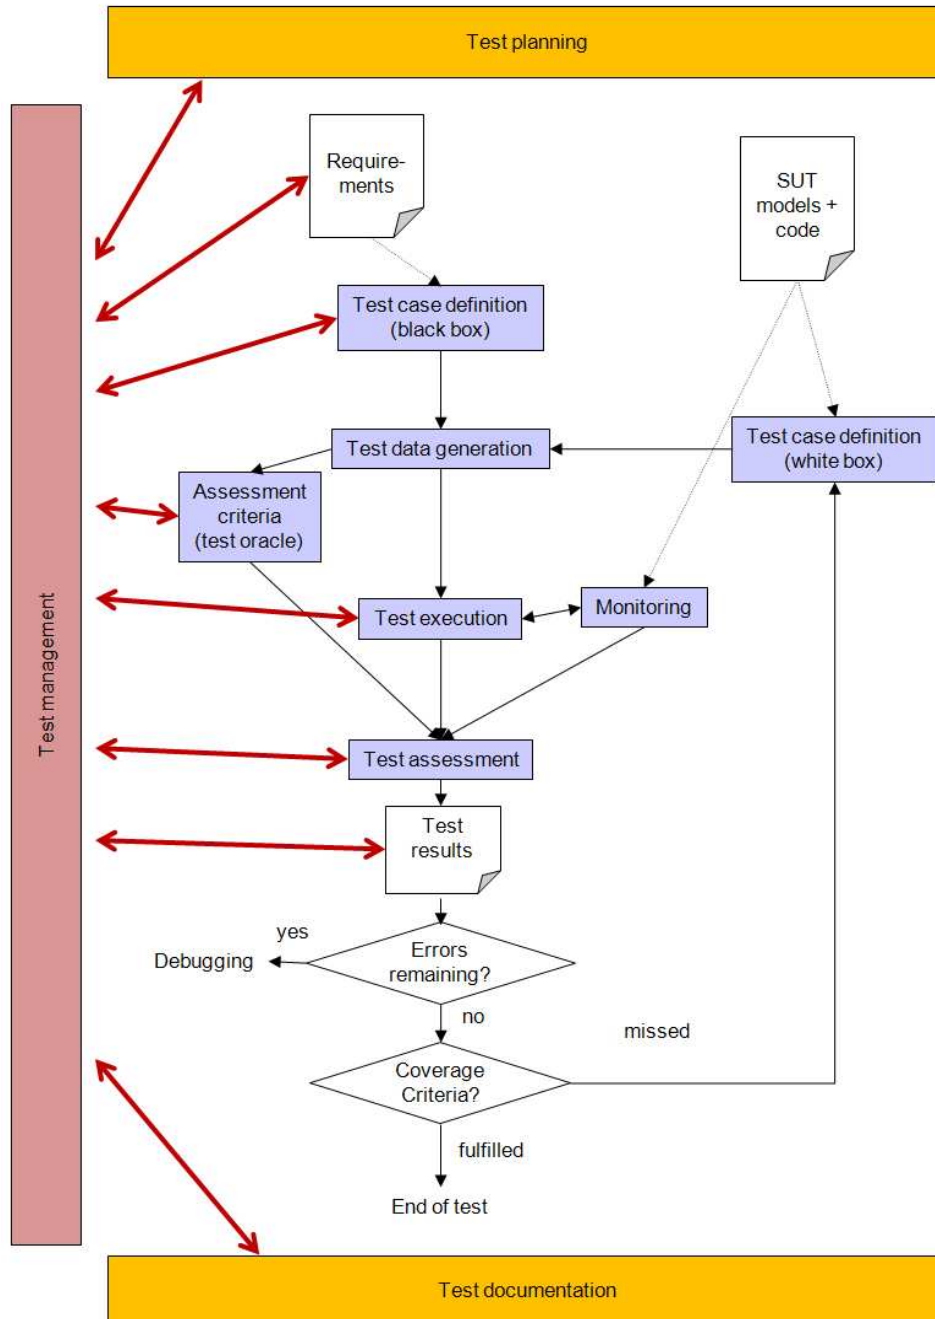 Test planning
Require-
ments
SUT
models +
code
Test case definition
(black box)
Test data generation
Test case definition
(white box)
Assessment
criteria
(test oracle)
Test execution
Monitoring
Test management
Test assessment
Test
results
yes
Debugging
Errors
remaining?
no
missed
Coverage
Criteria?
fulfilled
End of test
Test documentation